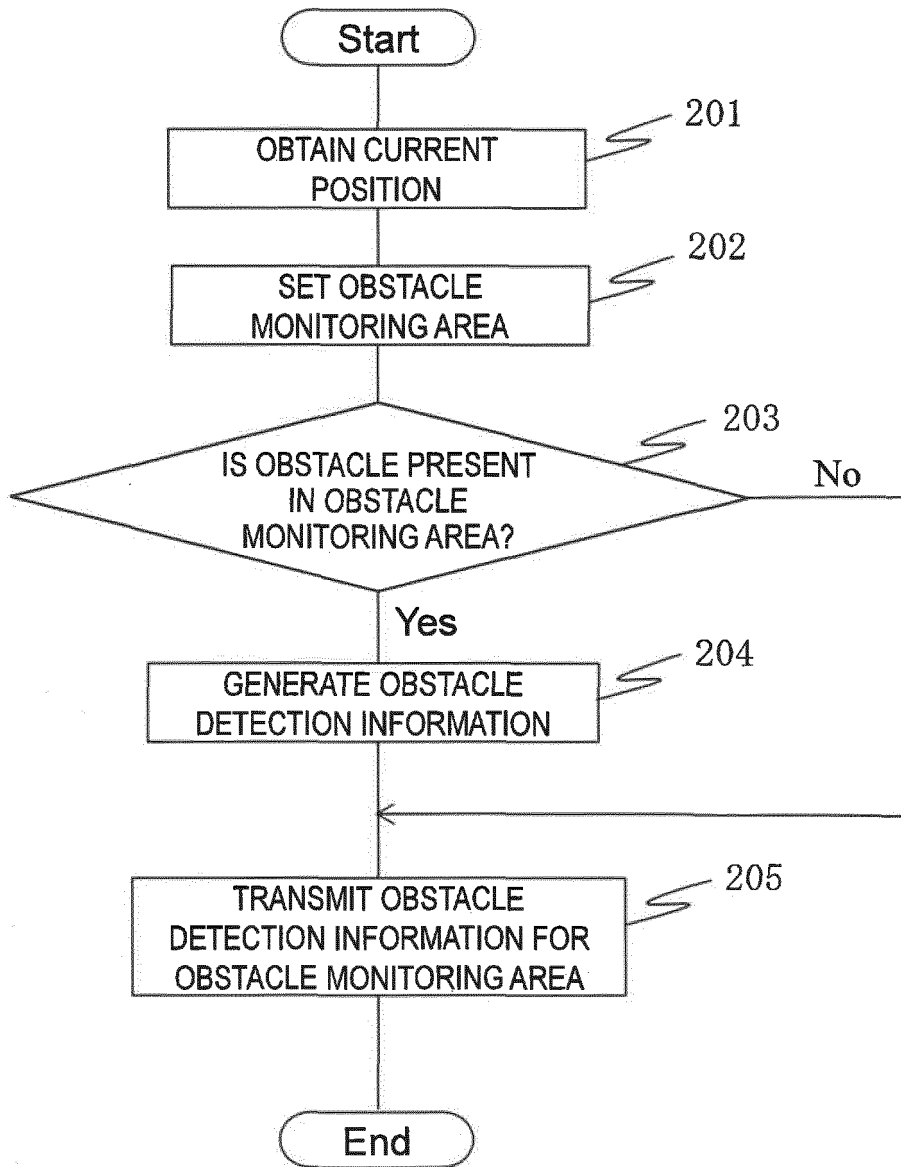 Start
201
OBTAIN CURRENT
POSITION
202
SET OBSTACLE
MONITORING AREA
203
IS OBSTACLE PRESENT
IN OBSTACLE
MONITORING AREA?
No
Yes
204
GENERATE OBSTACLE
DETECTION INFORMATION
205
TRANSMIT OBSTACLE
DETECTION INFORMATION FOR
OBSTACLE MONITORING AREA
End